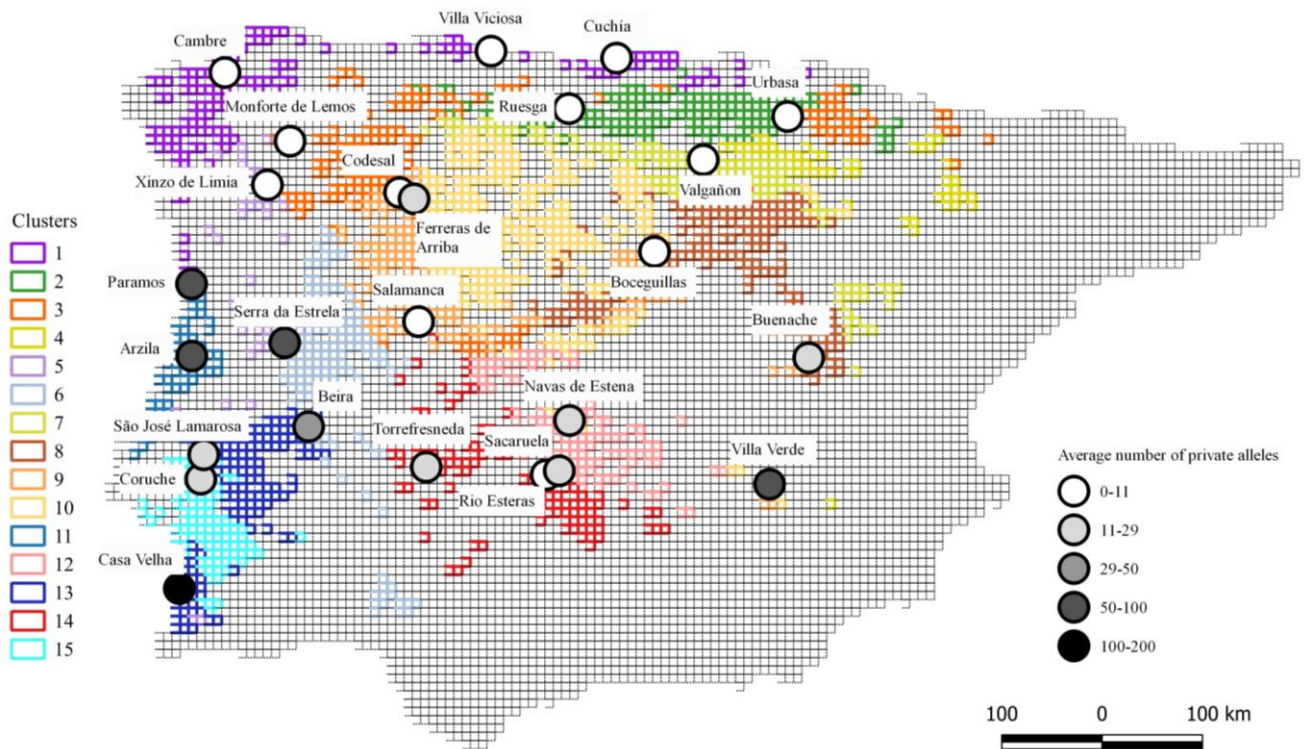 Villa Viciosa
Cuchía
Cambre
Urbasa
Monforte de Lemos
Ruesga
Codesal
Xinzo de Limia
Valgañon
Clusters
1
2
3
4
5
6
7
8
9
10
11
12
13
14
15
Ferreras de
Arriba
Paramos
Salamanca
Boceguillas
Serra da Estrela
Buenache
Arzila
Beira
Navas de Estena
São José Lamarosa
Torrefresneda
Sacaruela
Villa Verde
Coruche
Rio Esteras
Casa Velha
Average number of private alleles
0-11
11-29
29-50
50-100
100-200
100 0 100 km